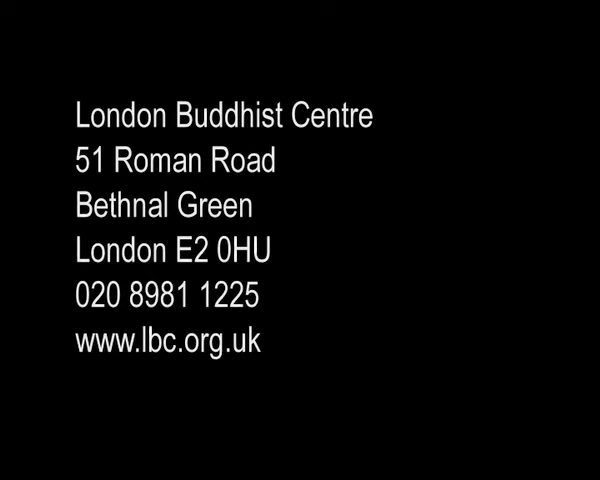 London Buddhist Centre
51 Roman Road
Bethnal Green
London E2 0HU
020 8981 1225
www.lbc.org.uk